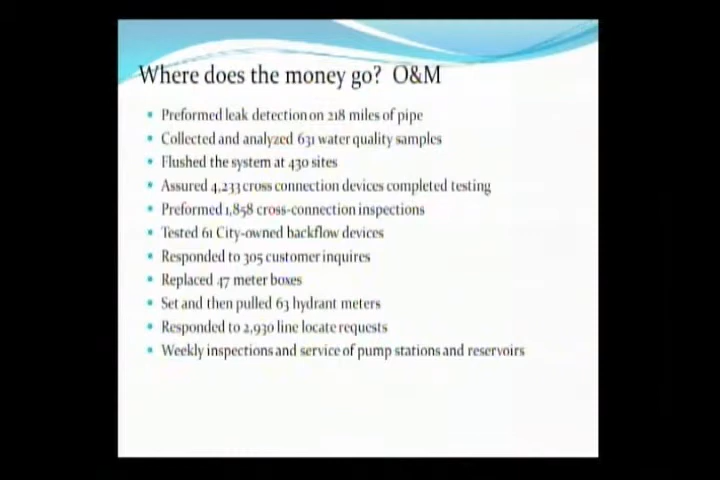 Where does the money go? O&M
• Preformed leak detection on 218 miles of pipe
• Collected and analyzed 631 water quality samples
• Flushed the system at 430 sites
• Assured 4,233 cross connection devices completed testing
• Preformed 1,858 cross-connection inspections
• Tested 61 City-owned backflow devices
• Responded to 305 customer inquires
• Replaced 47 meter boxes
• Set and then pulled 63 hydrant meters
• Responded to 2,930 line locate requests
• Weekly inspections and service of pump stations and reservoirs